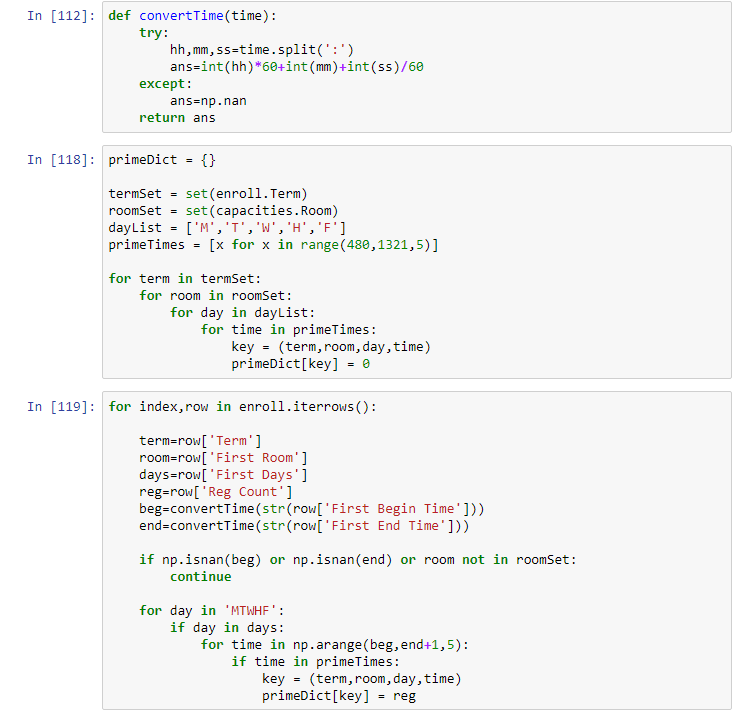 In [112]: def convertTime(time):
    try:
        hh,mm,ss=time.split(':')
        ans=int(hh)*60+int(mm)+int(ss)/60
    except:
        ans=np.nan
    return ans
In [118]: primeDict = {}
termSet = set(enroll.Term)
roomSet = set(capacities.Room)
dayList = ['M','T','W','H','F']
primeTimes = [x for x in range(480,1321,5)]
for term in termSet:
    for room in roomSet:
        for day in dayList:
            for time in primeTimes:
                key = (term,room,day,time)
                primeDict[key] = 0
In [119]: for index,row in enroll.iterrows():
    term=row['Term']
    room=row['First Room']
    days=row['First Days']
    reg=row['Reg Count']
    beg=convertTime(str(row['First Begin Time']))
    end=convertTime(str(row['First End Time']))
    if np.isnan(beg) or np.isnan(end) or room not in roomSet:
        continue
    for day in 'MTWHF':
        if day in days:
            for time in np.arange(beg,end+1,5):
                if time in primeTimes:
                    key = (term,room,day,time)
                    primeDict[key] = reg